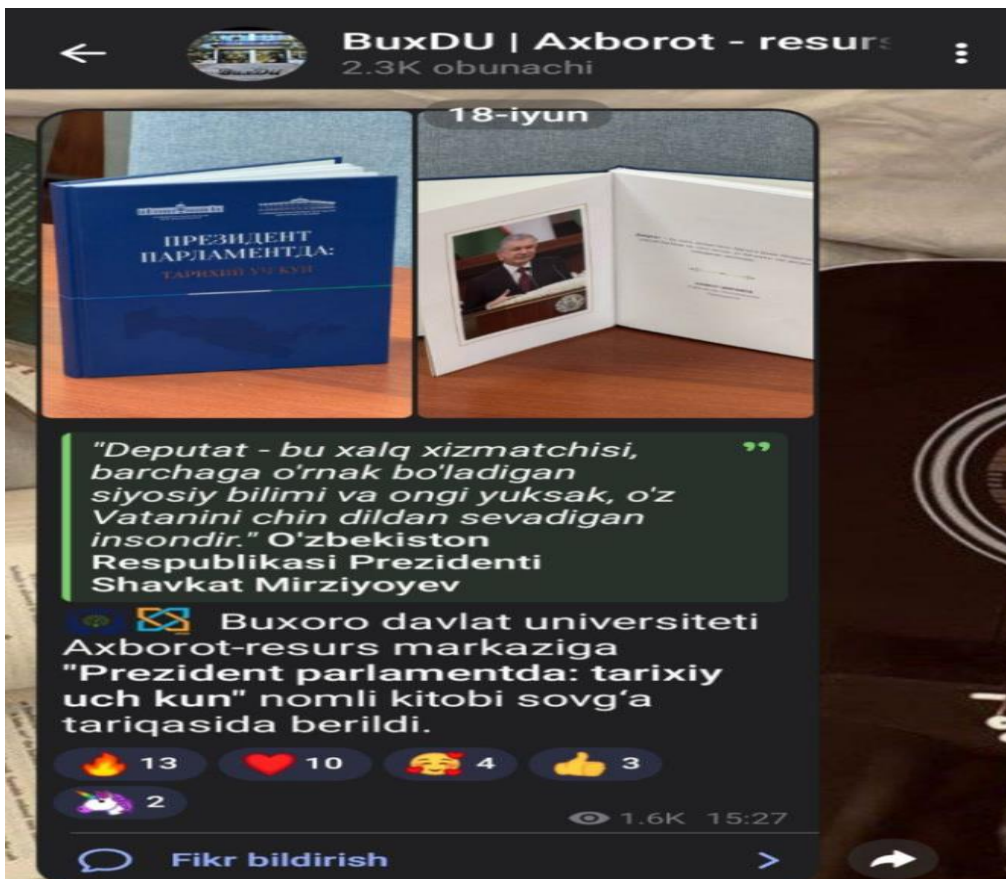 BuxDU | Axborot - resurs
2.3K obunachi
18-iyun
ПРЕЗИДЕНТ
ПАРЛАМЕНТДА:
ТАРИХИЙ УЧ КУН
"Deputat - bu xalq xizmatchisi,
barchaga o'rnak bo'ladigan
siyosiy bilimi va ongi yuksak, o'z
Vatanini chin dildan sevadigan
insondir." O'zbekiston
Respublikasi Prezidenti
Shavkat Mirziyoyev
Buxoro davlat universiteti
Axborot-resurs markaziga
"Prezident parlamentda: tarixiy
uch kun" nomli kitobi sovg‘a
tariqasida berildi.
13 10 4 3
2
1.6K 15:27
Fikr bildirish